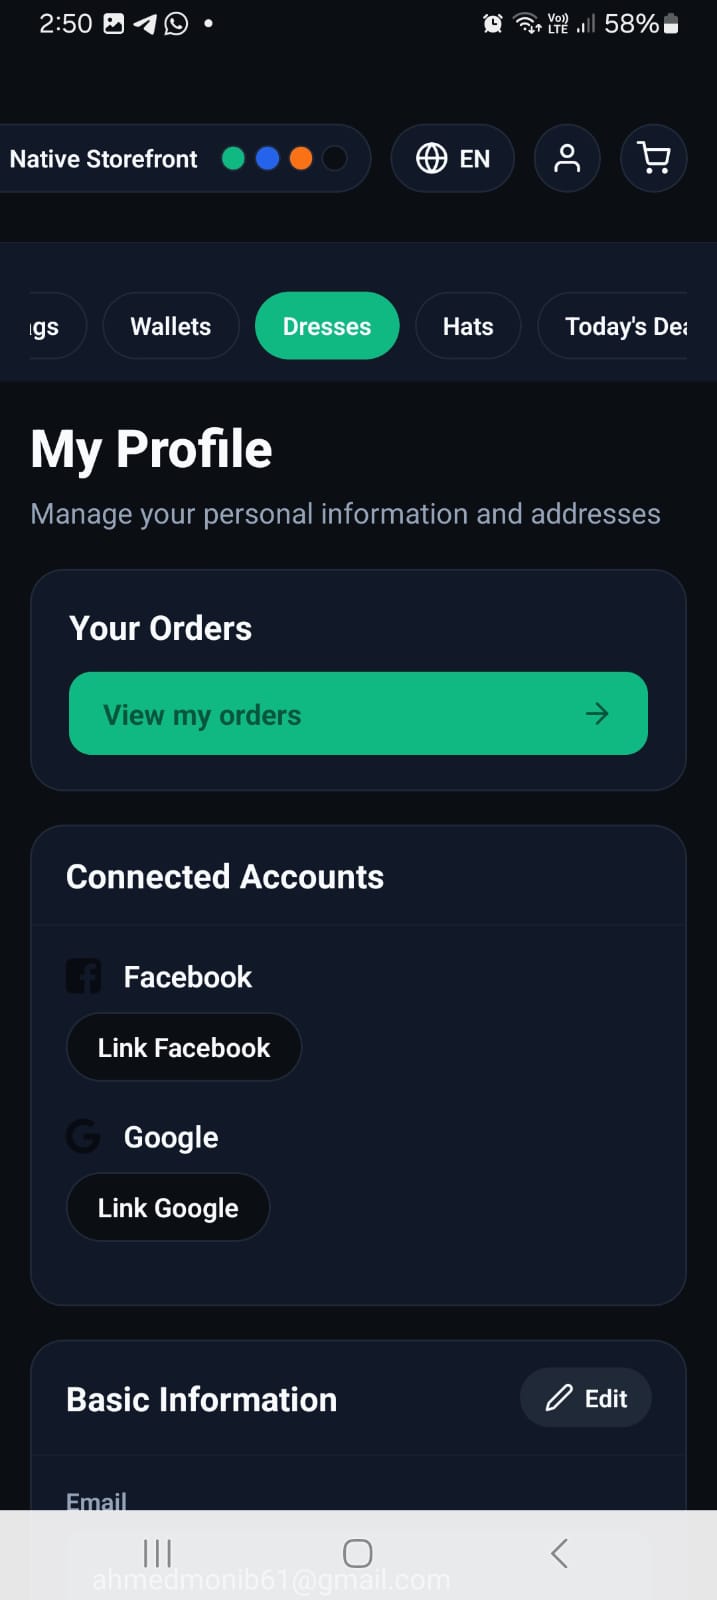 2:50 Vo)) LTE 58%
Native Storefront EN
gs Wallets Dresses Hats Today's Dea
My Profile
Manage your personal information and addresses
Your Orders
View my orders
Connected Accounts
Facebook
Link Facebook
Google
Link Google
Basic Information Edit
Email
ahmedmonib61@gmail.com